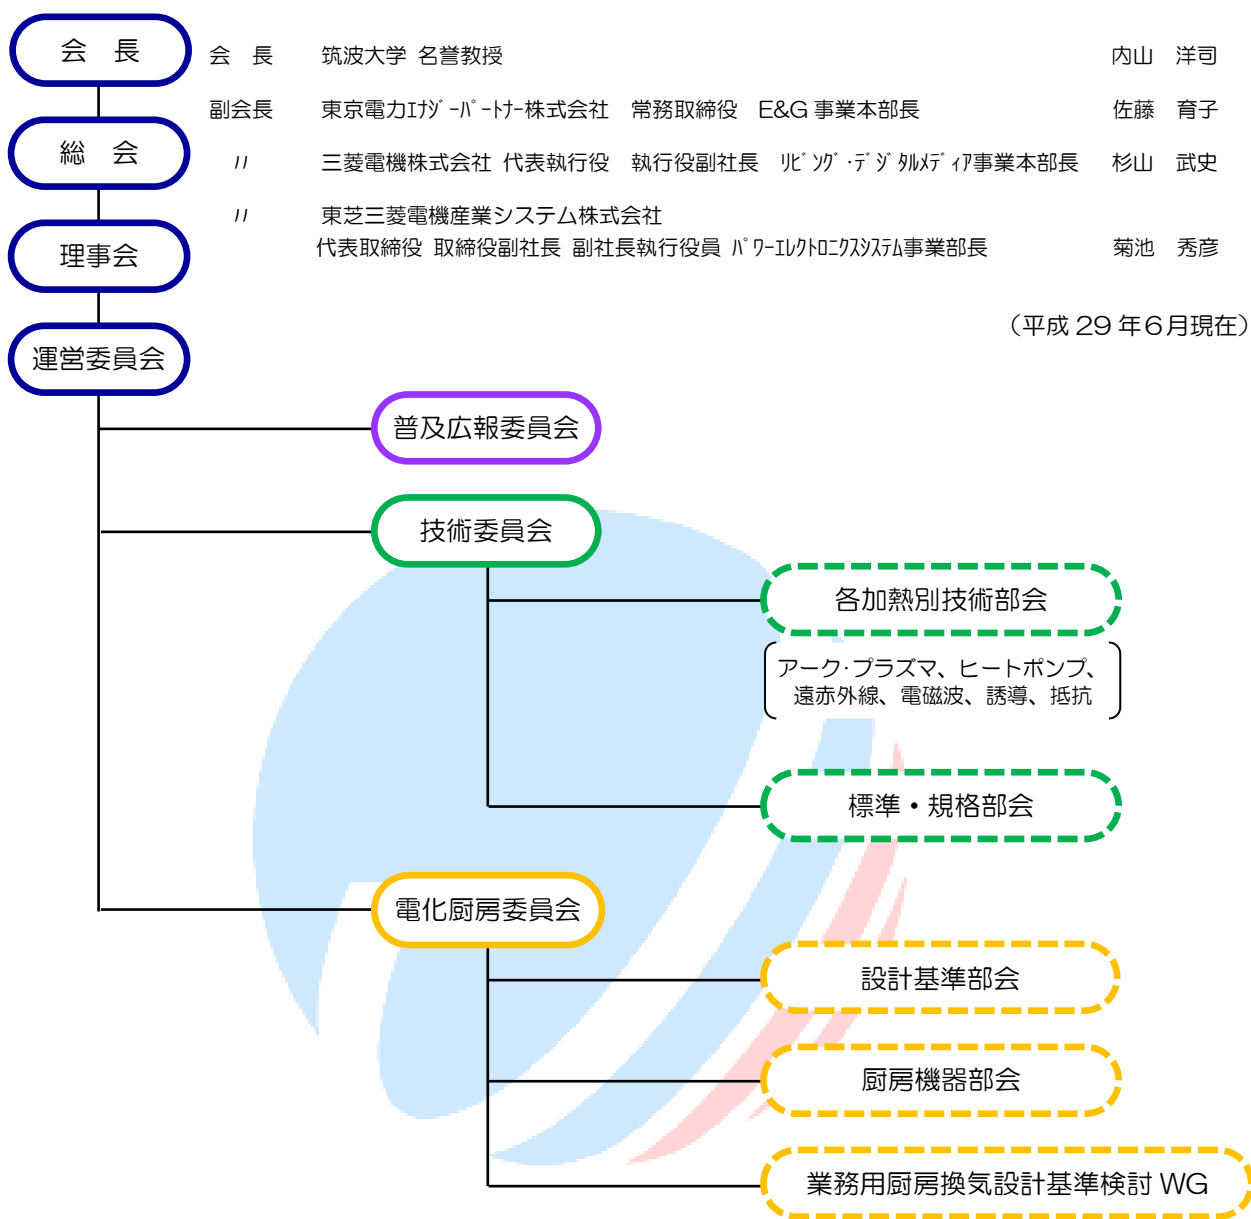 会　長
会　長　筑波大学 名誉教授　内山　洋司
副会長　東京電力ｴﾅｼﾞｰﾊﾟｰﾄﾅｰ株式会社　常務取締役　E&G 事業本部長　佐藤　育子
総　会
〃　三菱電機株式会社 代表執行役　執行役副社長　ﾘﾋﾞﾝｸﾞ･ﾃﾞｼﾞﾀﾙﾒﾃﾞｨｱ事業本部長　杉山　武史
〃　東芝三菱電機産業システム株式会社
代表取締役 取締役副社長 副社長執行役員 ﾊﾟﾜｰｴﾚｸﾄﾛﾆｸｽｼｽﾃﾑ事業部長　菊池　秀彦
理事会
（平成 29 年６月現在）
運営委員会
普及広報委員会
技術委員会
各加熱別技術部会
アーク・プラズマ、ヒートポンプ、
遠赤外線、電磁波、誘導、抵抗
標準・規格部会
電化厨房委員会
設計基準部会
厨房機器部会
業務用厨房換気設計基準検討 WG